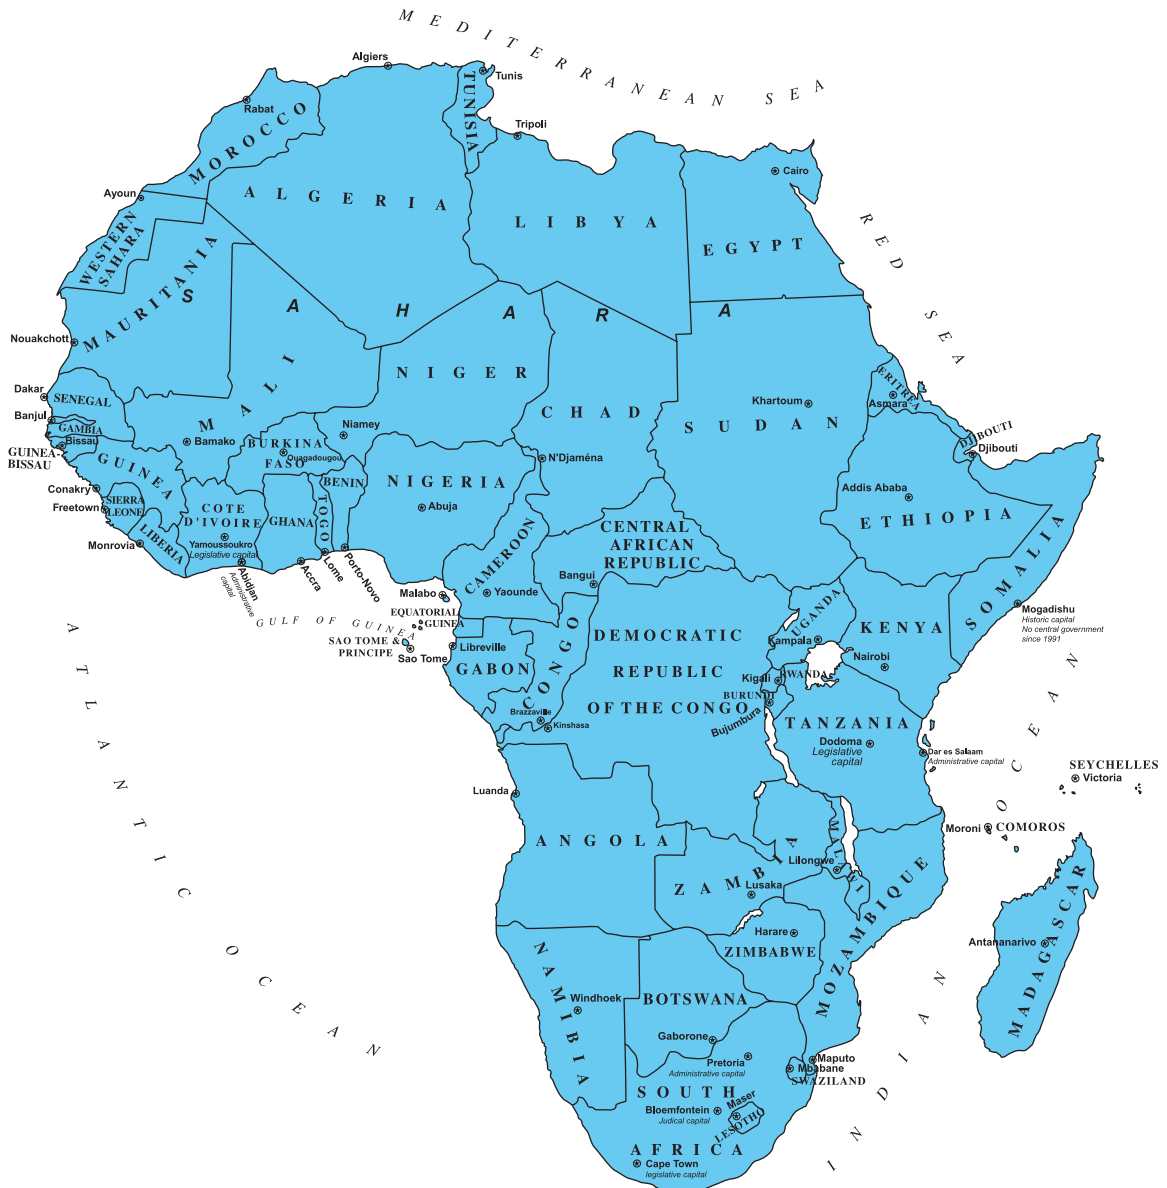 MEDITERRANEAN SEA
Algiers
Tunis
Rabat
TUNISIA
Tripoli
MOROCCO
Cairo
Ayoun
ALGERIA
LIBYA
EGYPT
RED SEA
WESTERN
SAHARA
MAURITANIA
SAHARA
Nouakchott
MALI
NIGER
CHAD
SUDAN
Khartoum
ERITREA
Asmara
Dakar
SENEGAL
Banjul
GAMBIA
Bissau
GUINEA-
BISSAU
Bamako
Niamey
BURKINA
FASO
Ouagadougou
N'Djaména
DJIBOUTI
Djibouti
GUINEA
Conakry
Freetown
SIERRA
LEONE
COTE
D'IVOIRE
Yamoussoukro
Legislative capital
GHANA
TOGO
BENIN
NIGERIA
Abuja
Addis Ababa
ETHIOPIA
SOMALIA
Monrovia
LIBERIA
Abidjan
Administrative
capital
Accra
Lome
Porto-Novo
CAMEROON
Yaounde
CENTRAL
AFRICAN
REPUBLIC
Bangui
Malabo
EQUATORIAL
GUINEA
GULF OF GUINEA
SAO TOME &
PRINCIPE
Sao Tome
Libreville
GABON
CONGO
Brazzaville
Kinshasa
DEMOCRATIC
REPUBLIC
OF THE CONGO
UGANDA
Kampala
KENYA
Nairobi
Mogadishu
Historic capital
No central government
since 1991
Kigali
RWANDA
BURUNDI
Bujumbura
TANZANIA
Dodoma
Legislative
capital
Dar es Salaam
Administrative capital
SEYCHELLES
Victoria
ATLANTIC OCEAN
Luanda
ANGOLA
ZAMBIA
Lusaka
MALAWI
Lilongwe
Moroni
COMOROS
MOZAMBIQUE
Harare
ZIMBABWE
Antananarivo
MADAGASCAR
NAMIBIA
Windhoek
BOTSWANA
Gaborone
Pretoria
Administrative capital
Maputo
Mbabane
SWAZILAND
SOUTH
AFRICA
Bloemfontein
Judical capital
Maser
LESOTHO
Cape Town
legislative capital
INDIAN OCEAN